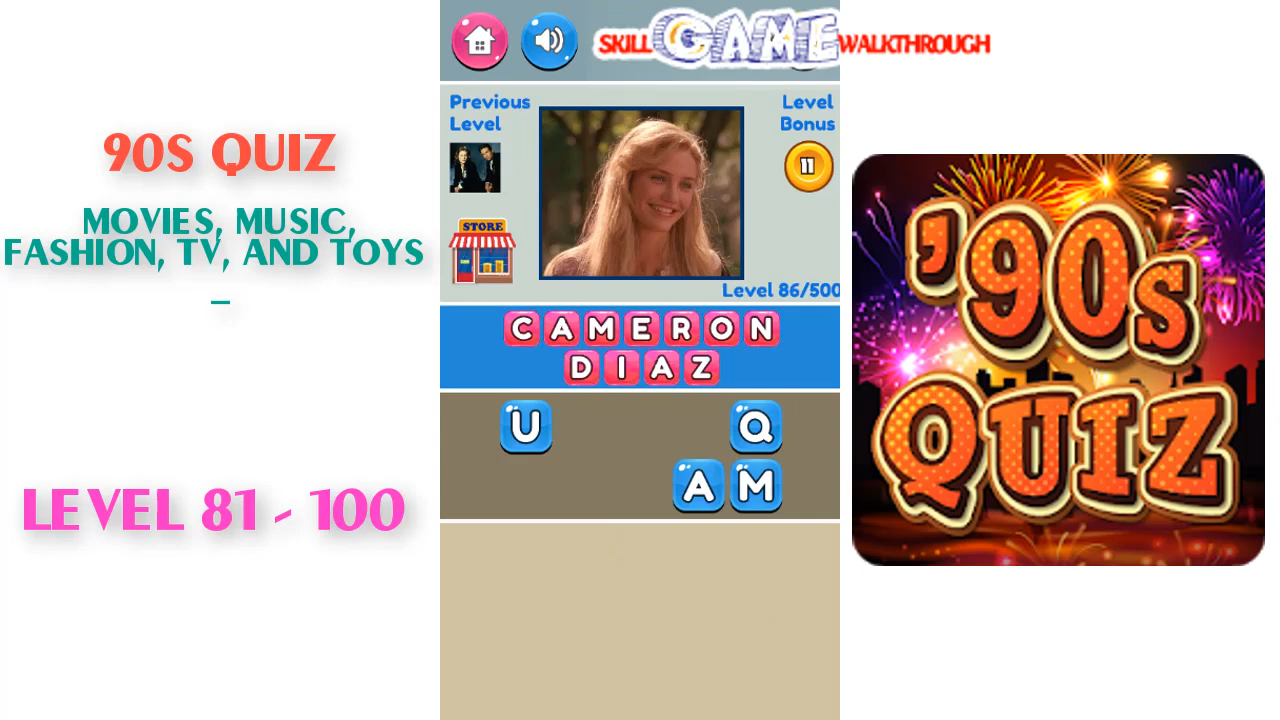 90S QUIZ
MOVIES, MUSIC,
FASHION, TV, AND TOYS
–
LEVEL 81 - 100
SKILL GAME WALKTHROUGH
Previous
Level
Level
Bonus
11
STORE
Level 86/500
CAMERON
DIAZ
U Q
A M
'90s
QUIZ